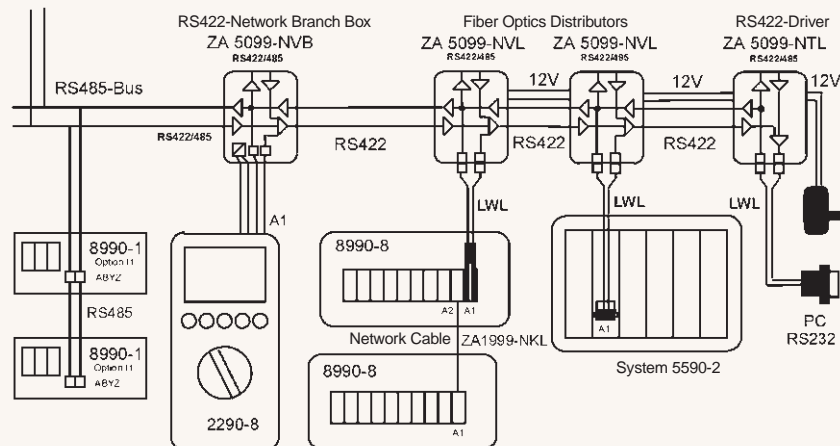 RS422-Network Branch Box
Fiber Optics Distributors
RS422-Driver
ZA 5099-NVB
ZA 5099-NVL
ZA 5099-NVL
ZA 5099-NTL
RS422/485
RS422/485
RS422/485
RS422/485
RS485-Bus
12V
12V
12V
RS422/485
RS422
RS422
RS422
LWL
LWL
LWL
A1
8990-1
Option I1
ABYZ
RS485
8990-1
Option I1
ABYZ
2290-8
8990-8
A2
A1
Network Cable
ZA1999-NKL
8990-8
A1
A1
System 5590-2
PC
RS232